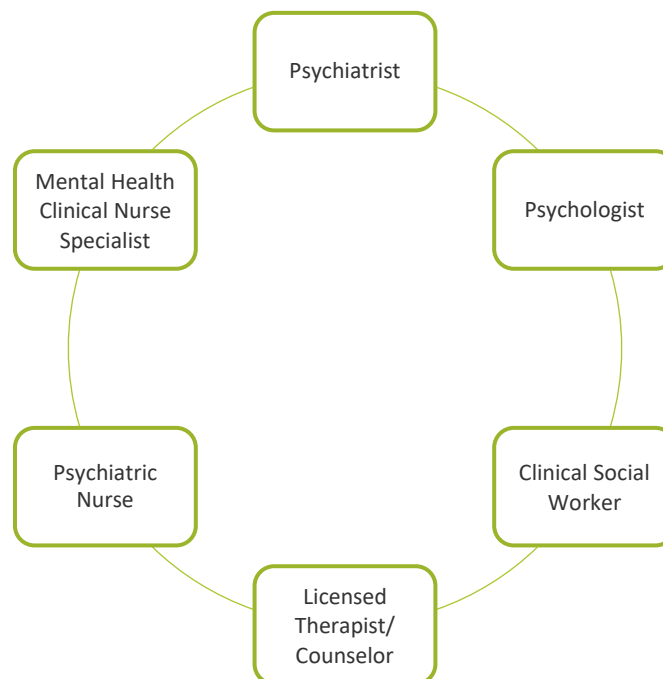 Psychiatrist
Mental Health
Clinical Nurse
Specialist
Psychologist
Psychiatric
Nurse
Clinical Social
Worker
Licensed
Therapist/
Counselor